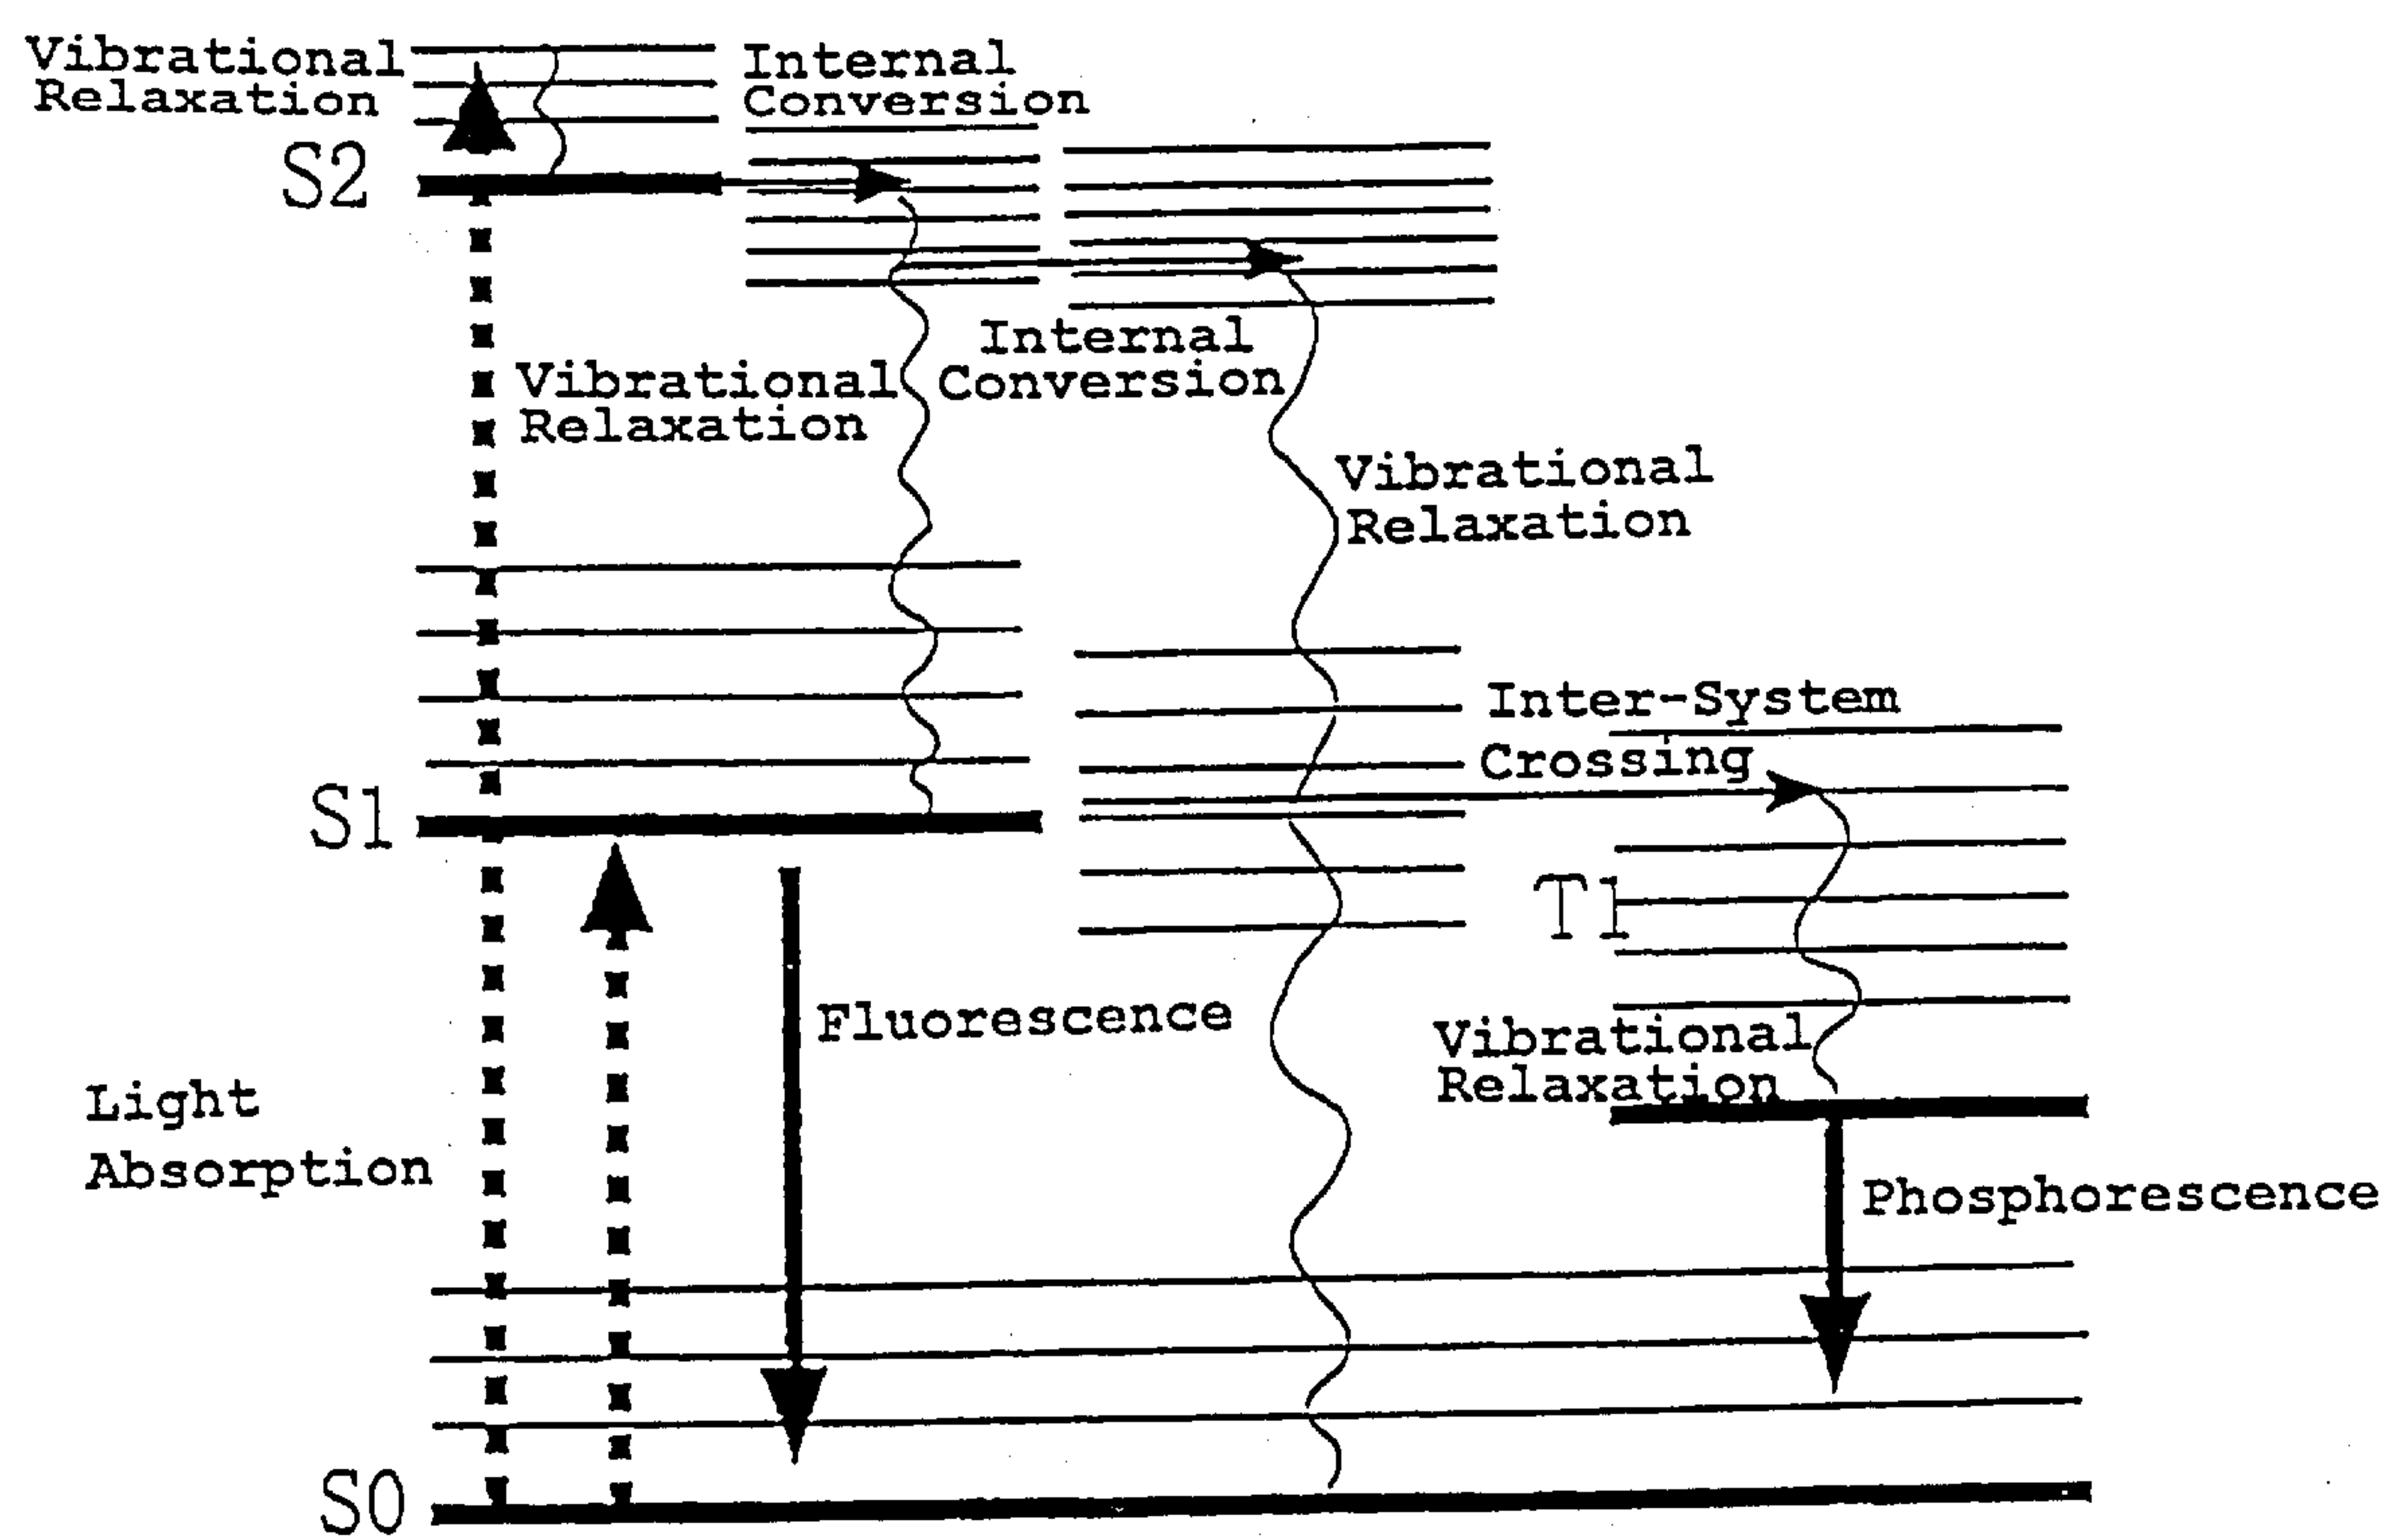 Vibrational
Relaxation
Internal
Conversion
S2
Internal
Conversion
Vibrational
Relaxation
Vibrational
Relaxation
Inter-System
Crossing
S1
T1
Fluorescence
Vibrational
Relaxation
Light
Absorption
Phosphorescence
S0